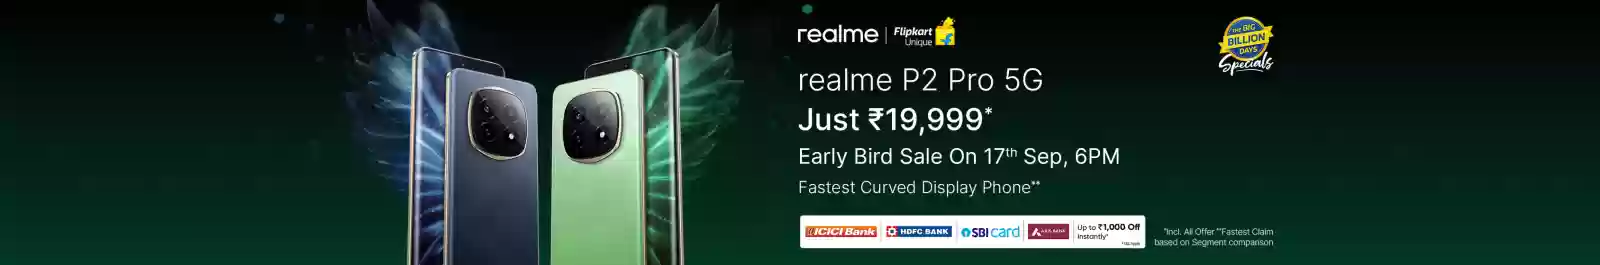 realme | Flipkart Unique
THE BIG BILLION DAYS Specials
realme P2 Pro 5G
Just ₹19,999*
Early Bird Sale On 17th Sep, 6PM
Fastest Curved Display Phone**
ICICI Bank
HDFC BANK
SBI card
AXIS BANK
Up to ₹1,000 Off
Instantly*
*Incl. All Offer **Fastest Claim
based on Segment comparison